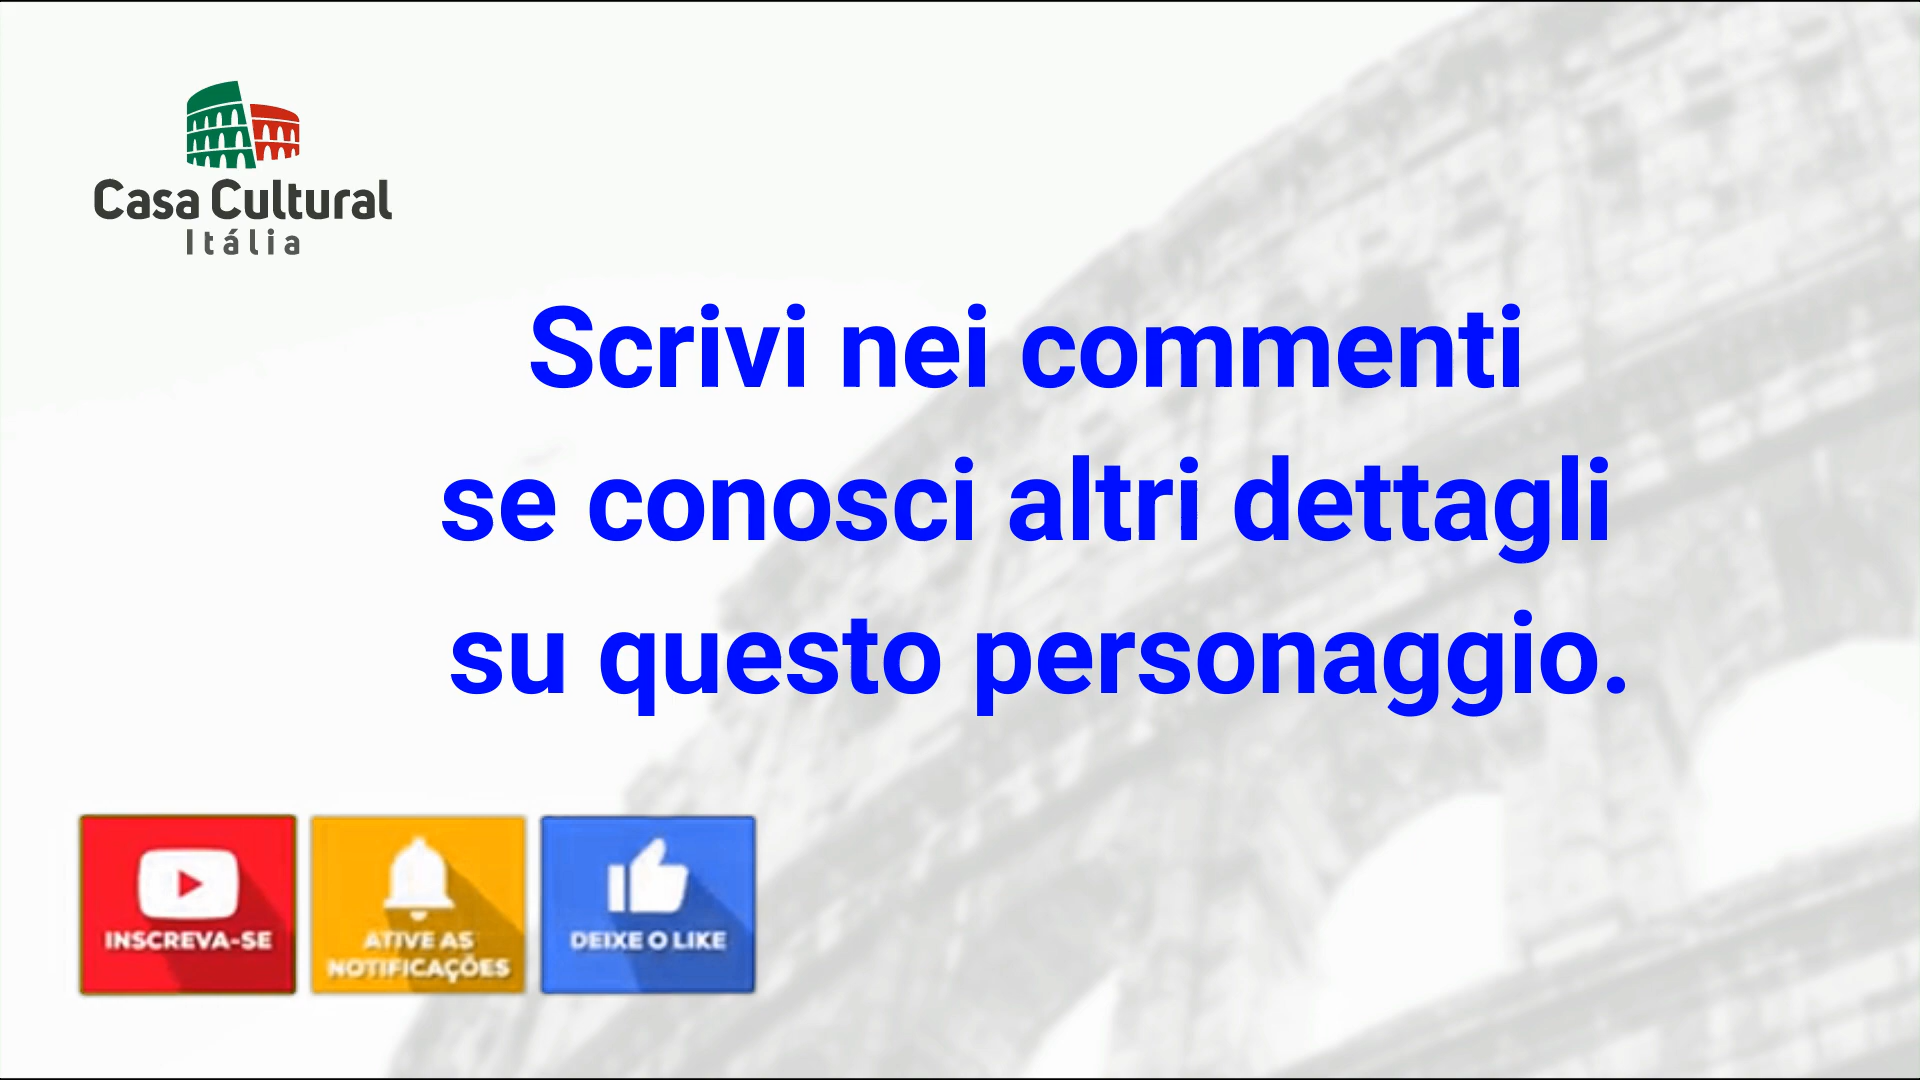 Casa Cultural
Itália
Scrivi nei commenti
se conosci altri dettagli
su questo personaggio.
INSCREVA-SE
ATIVE AS
NOTIFICAÇÕES
DEIXE O LIKE